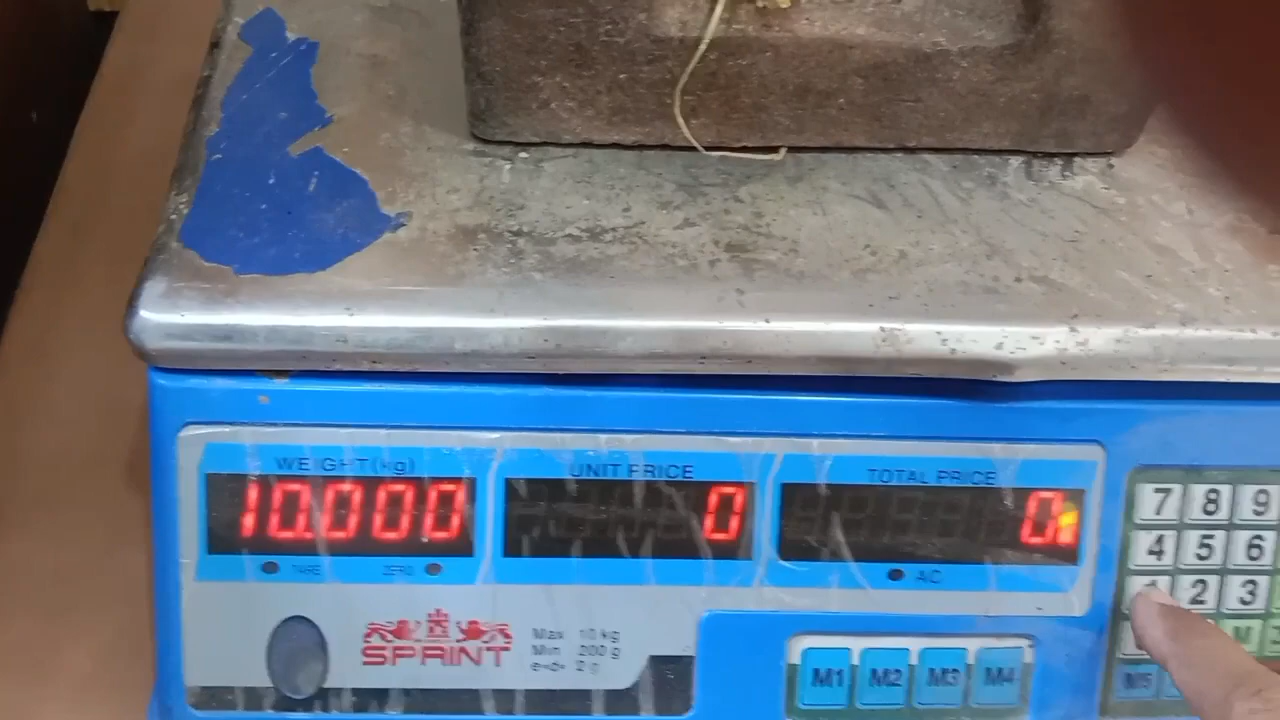 WEIGHT(kg) UNIT PRICE TOTAL PRICE
10.000 0 0
TARE ZERO AC
SPRINT
Max 10 kg
Min 200 g
e=d= 2 g
7 8 9
4 5 6
1 2 3
M
M1 M2 M3 M4
M5